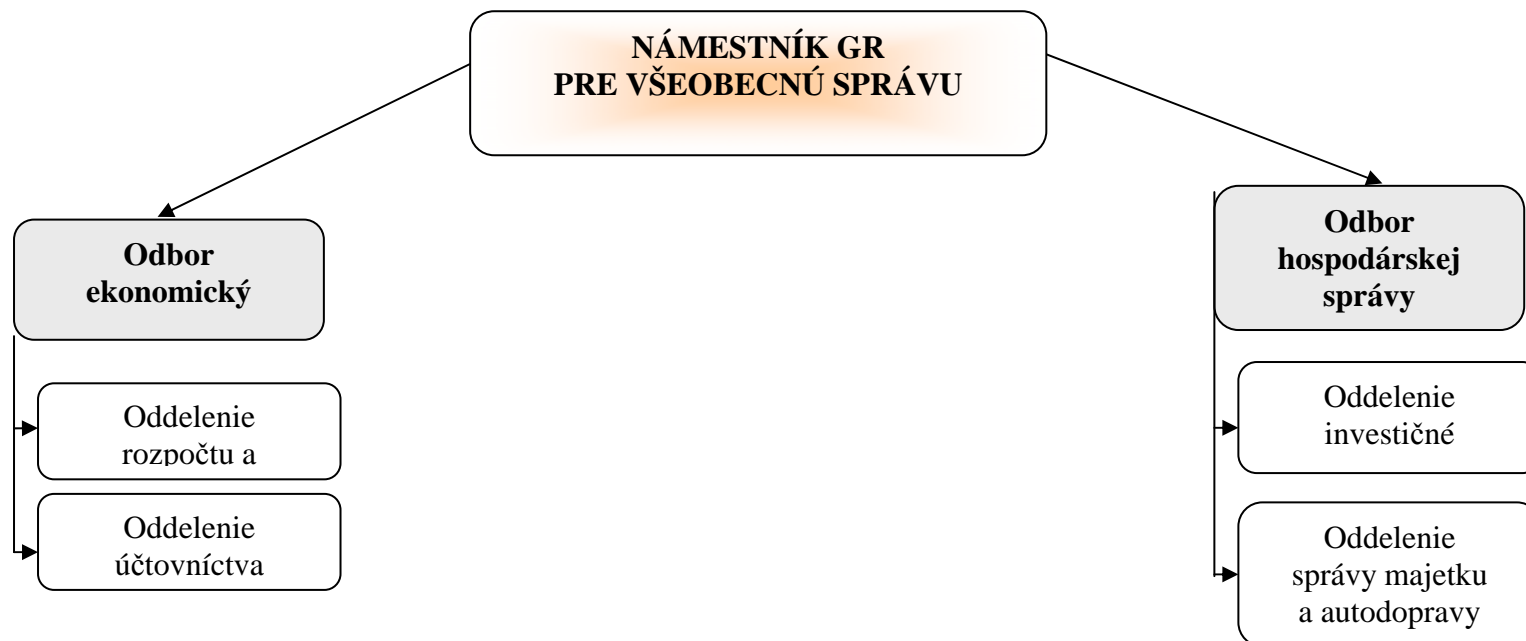 NÁMESTNÍK GR
PRE VŠEOBECNÚ SPRÁVU
Odbor
ekonomický
Oddelenie
rozpočtu a
Oddelenie
účtovníctva
Odbor
hospodárskej
správy
Oddelenie
investičné
Oddelenie
správy majetku
a autodopravy